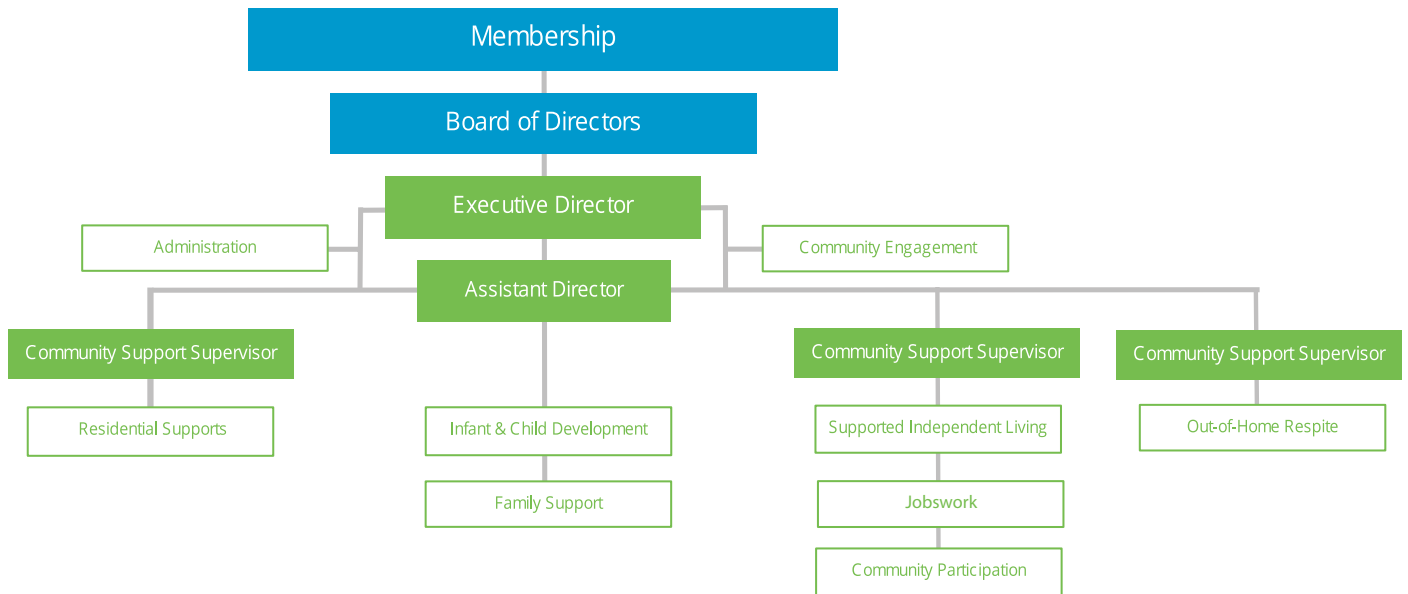 Membership
Board of Directors
Executive Director
Administration
Community Engagement
Assistant Director
Community Support Supervisor
Community Support Supervisor
Community Support Supervisor
Residential Supports
Infant & Child Development
Supported Independent Living
Out-of-Home Respite
Family Support
Jobswork
Community Participation